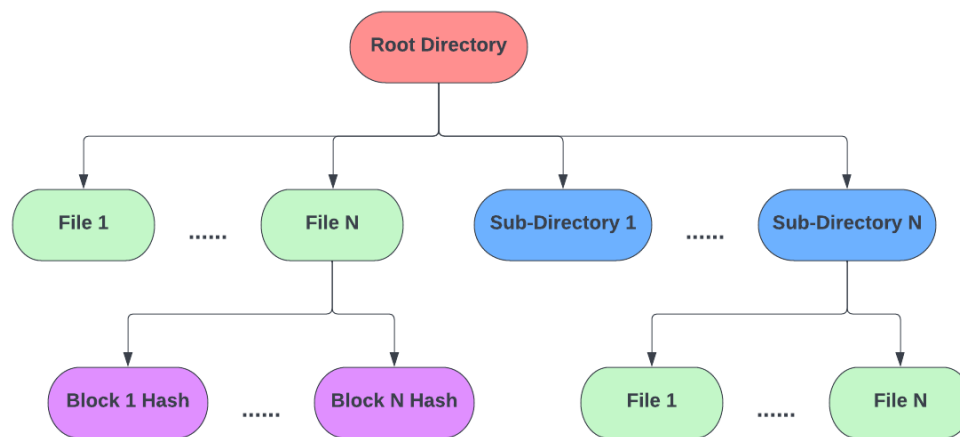 Root Directory
File 1
......
File N
Sub-Directory 1
......
Sub-Directory N
Block 1 Hash
......
Block N Hash
File 1
......
File N